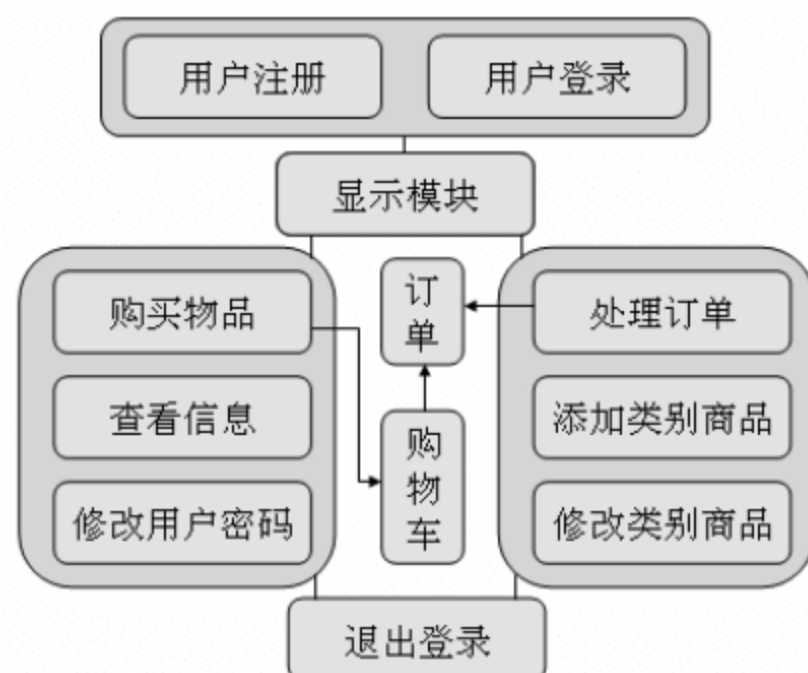 用户注册
用户登录
显示模块
购买物品
订单
处理订单
查看信息
添加类别商品
购物车
修改用户密码
修改类别商品
退出登录